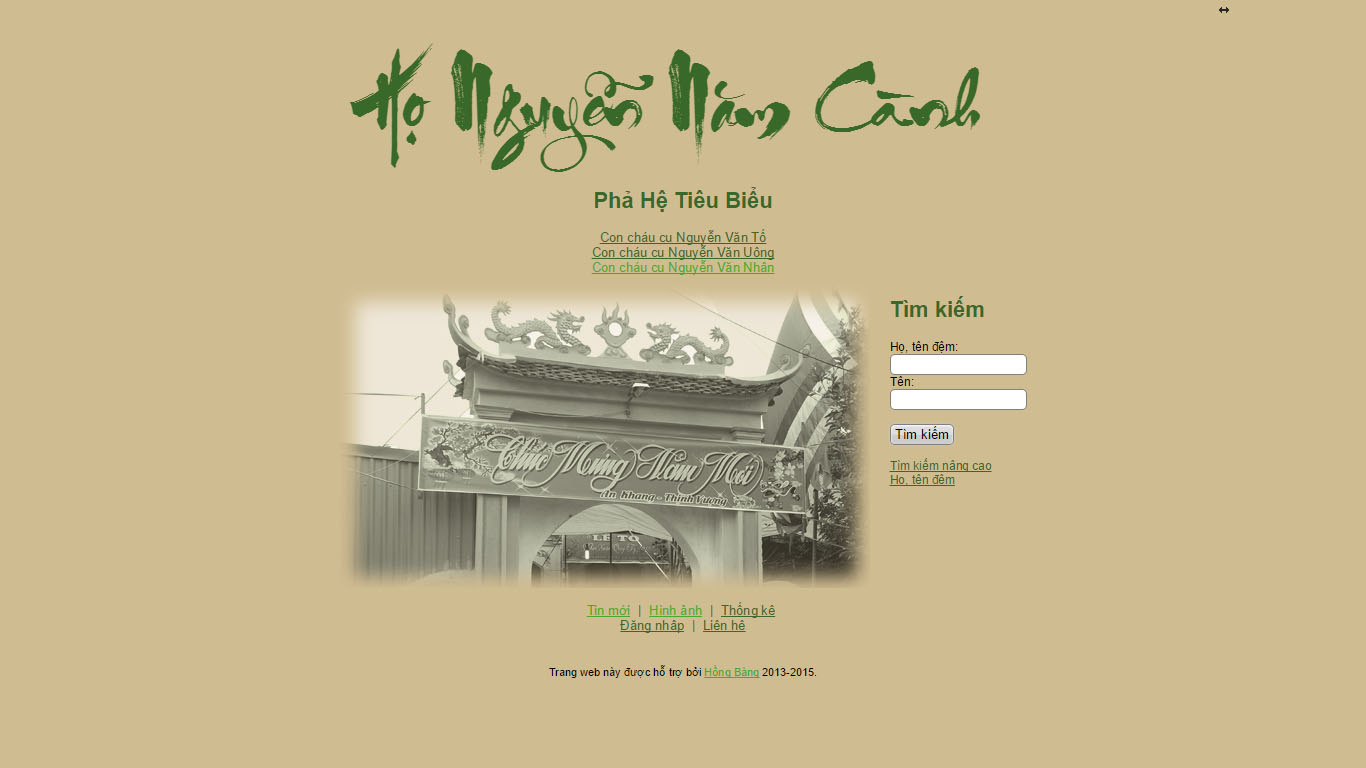 Họ Nguyễn Năm Cành
Phả Hệ Tiêu Biểu
Con cháu cụ Nguyễn Văn Tố
Con cháu cụ Nguyễn Văn Uông
Con cháu cụ Nguyễn Văn Nhân
Tìm kiếm
Họ, tên đệm:
Tên:
Tìm kiếm
Tìm kiếm nâng cao
Họ, tên đệm
Chúc Mừng Năm Mới
An Khang - Thịnh Vượng
LỄ TỔ
Tin mới | Hình ảnh | Thống kê
Đăng nhập | Liên hệ
Trang web này được hỗ trợ bởi Hồng Bàng 2013-2015.